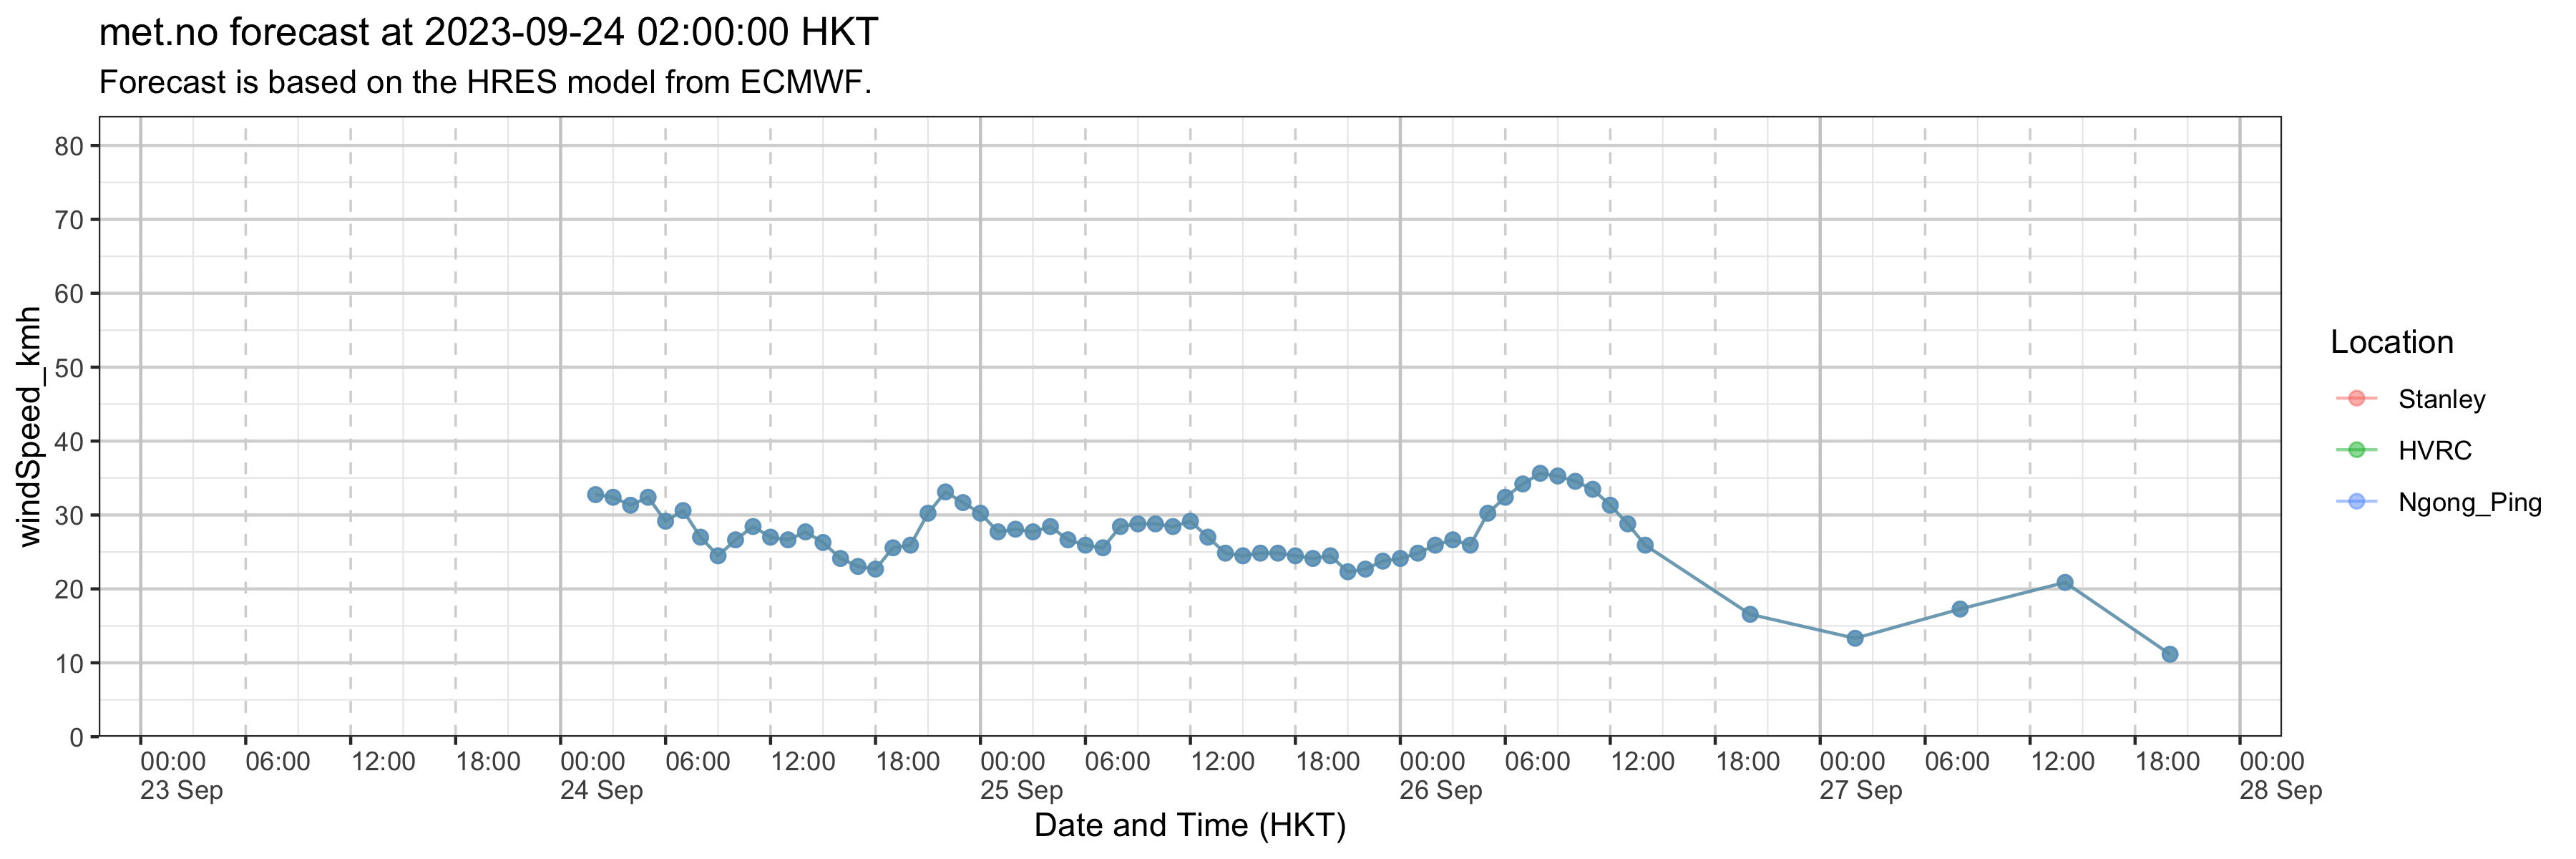 met.no forecast at 2023-09-24 02:00:00 HKT
Forecast is based on the HRES model from ECMWF.
windSpeed_kmh
80
70
60
50
40
30
20
10
0
00:00 06:00 12:00 18:00 00:00 06:00 12:00 18:00 00:00 06:00 12:00 18:00 00:00 06:00 12:00 18:00 00:00 06:00 12:00 18:00 00:00
23 Sep 24 Sep 25 Sep 26 Sep 27 Sep 28 Sep
Date and Time (HKT)
Location
Stanley
HVRC
Ngong_Ping